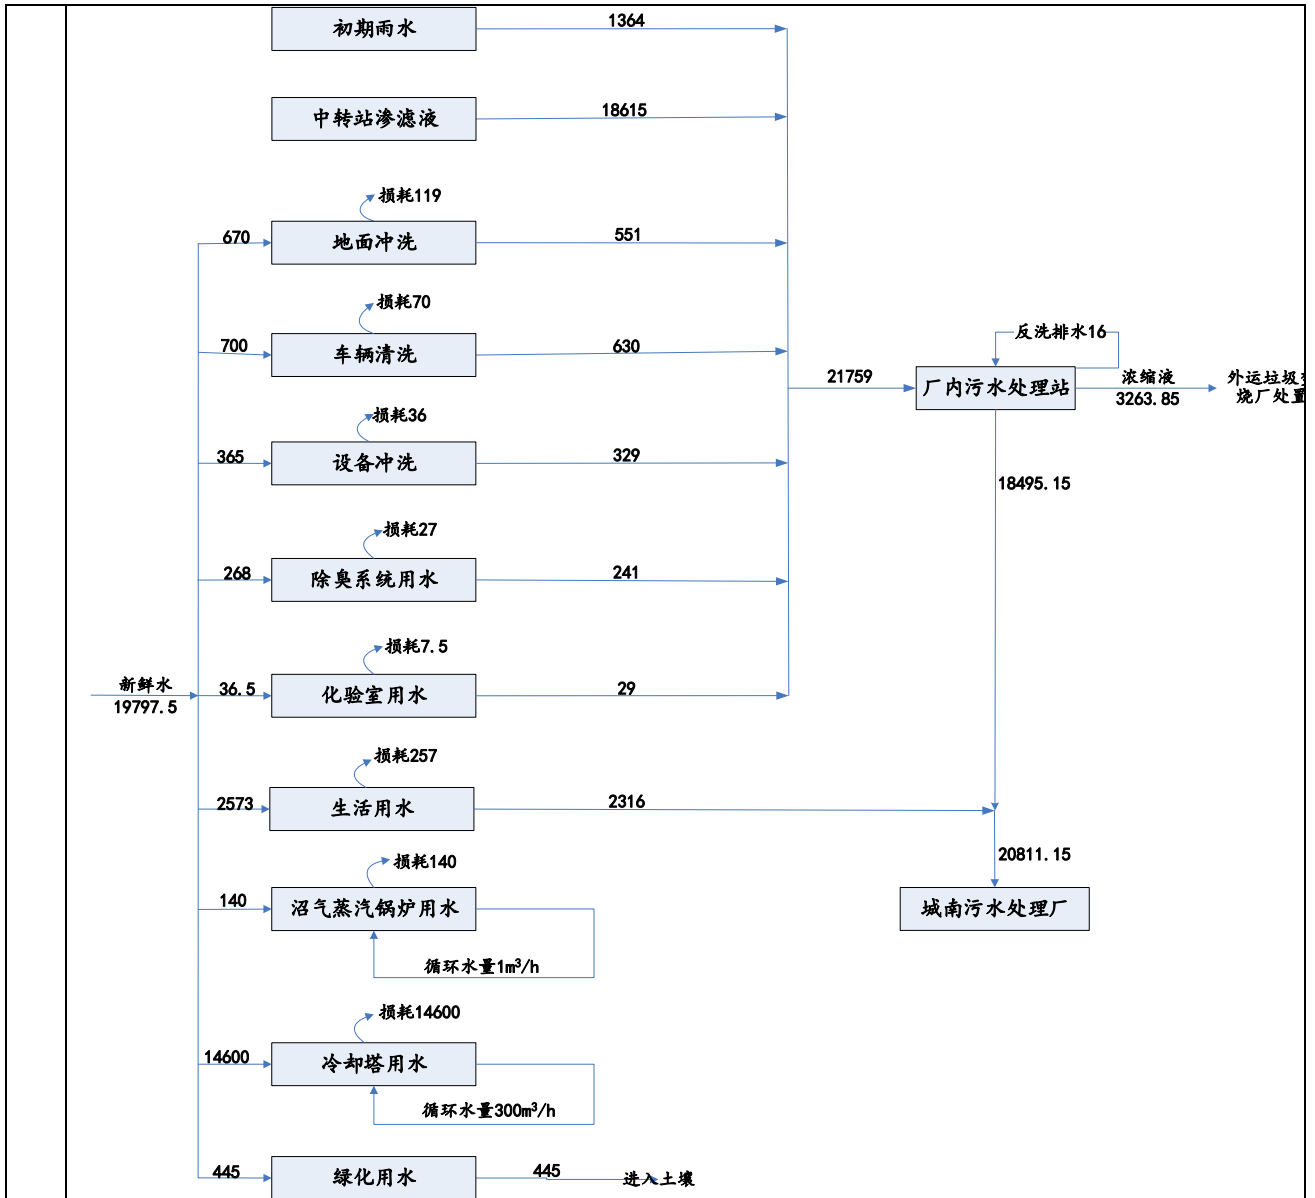 初期雨水
1364
中转站渗滤液
18615
损耗119
670
地面冲洗
551
损耗70
700
车辆清洗
630
反洗排水16
21759
厂内污水处理站
浓缩液
3263.85
外运垃圾
烧厂处置
损耗36
365
设备冲洗
329
18495.15
损耗27
268
除臭系统用水
241
损耗7.5
新鲜水
19797.5
36.5
化验室用水
29
损耗257
2573
生活用水
2316
20811.15
损耗140
140
沼气蒸汽锅炉用水
城南污水处理厂
循环水量1m³/h
损耗14600
14600
冷却塔用水
循环水量300m³/h
445
绿化用水
445
进入土壤